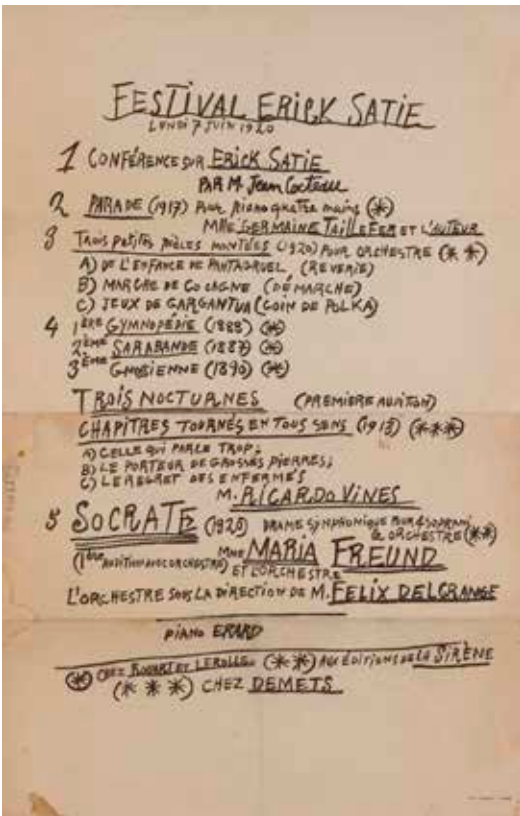 FESTIVAL ERICK SATIE
LUNDI 7 JUIN 1920
1 CONFÉRENCE SUR ERICK SATIE
PAR M. Jean Cocteau
2 PARADE (1917) Pour piano quatre mains (*)
MME GERMAINE TAILLEFER ET L'AUTEUR
3 Trois petites pièces montées (1920) POUR ORCHESTRE (* *)
A) DE L'ENFANCE DE PANTAGRUEL (REVERIE)
B) MARCHE DE COCAGNE (DÉMARCHE)
C) JEUX DE GARGANTUA (COIN DE POLKA)
4 1ÈRE GYMNOPÉDIE (1888) (*)
2ÈME SARABANDE (1887) (*)
3ÈME GNOSIENNE (1890) (*)
TROIS NOCTURNES (PREMIERE AUDITION)
CHAPITRES TOURNÉS EN TOUS SENS (1913) (* * *)
A) CELLE QUI PARLE TROP;
B) LE PORTEUR DE GROSSES PIERRES;
C) LE REGRET DES ENFERMÉS
M. RICARDO VINES
5 SOCRATE (1920) DRAME SYMPHONIQUE POUR 4 SOPRANI
& ORCHESTRE (* *)
(1ÈRE AUDITION AVEC ORCHESTRE) MME MARIA FREUND
ET L'ORCHESTRE
L'ORCHESTRE SOUS LA DIRECTION DE M. FELIX DELGRANGE
PIANO ERARD
(*) CHEZ ROUART ET LEROLLE. (* *) AUX ÉDITIONS DE LA SIRÈNE
(* * *) CHEZ DEMETS